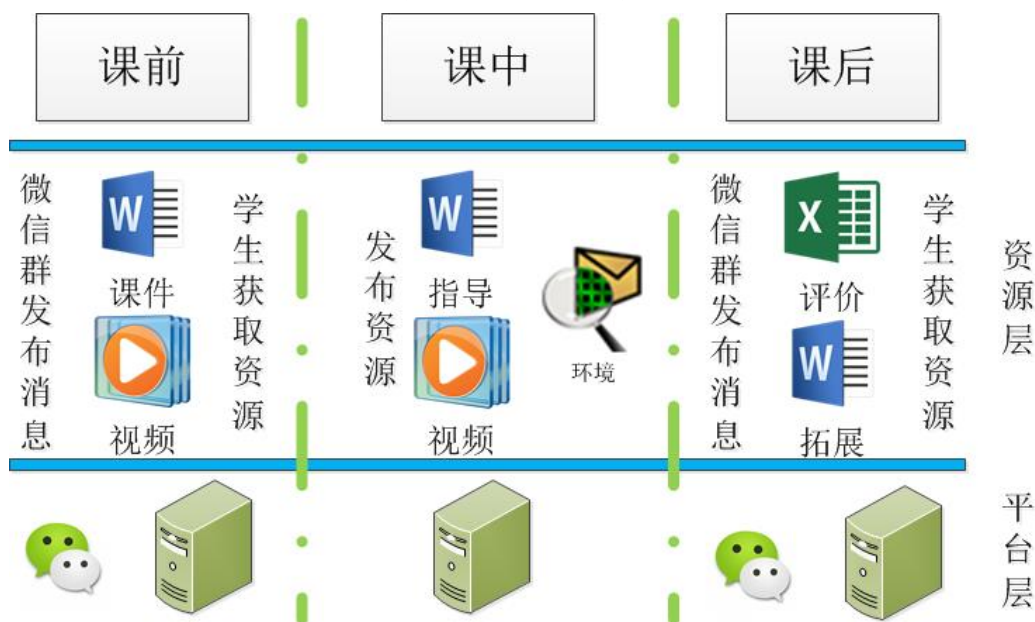 课前
课中
课后
微信群发布消息
W
课件
视频
学生获取资源
发布资源
W
指导
视频
环境
微信群发布消息
X
评价
W
拓展
学生获取资源
资源层
平台层